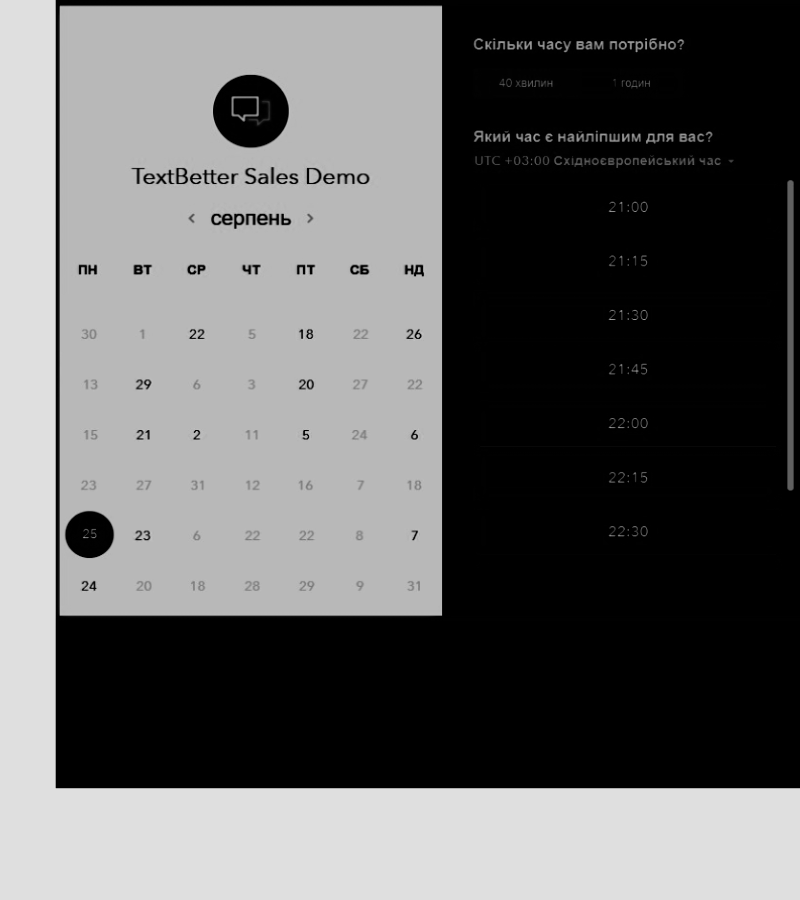 TextBetter Sales Demo
‹ серпень ›
ПН ВТ СР ЧТ ПТ СБ НД
30 1 22 5 18 22 26
13 29 6 3 20 27 22
15 21 2 11 5 24 6
23 27 31 12 16 7 18
25 23 6 22 22 8 7
24 20 18 28 29 9 31
Скільки часу вам потрібно?
40 хвилин 1 годин
Який час є найліпшим для вас?
UTC +03:00 Східноєвропейський час
21:00
21:15
21:30
21:45
22:00
22:15
22:30